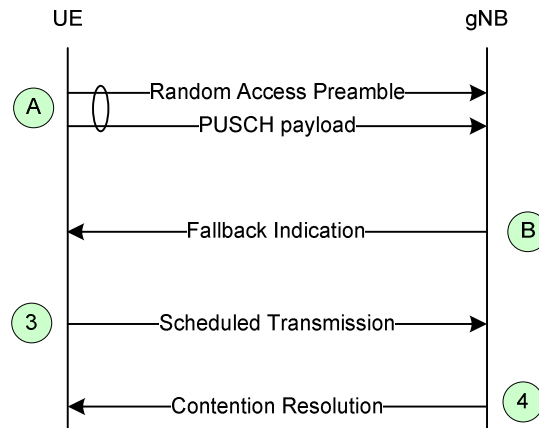 UE
gNB
A
Random Access Preamble
PUSCH payload
Fallback Indication
B
3
Scheduled Transmission
4
Contention Resolution